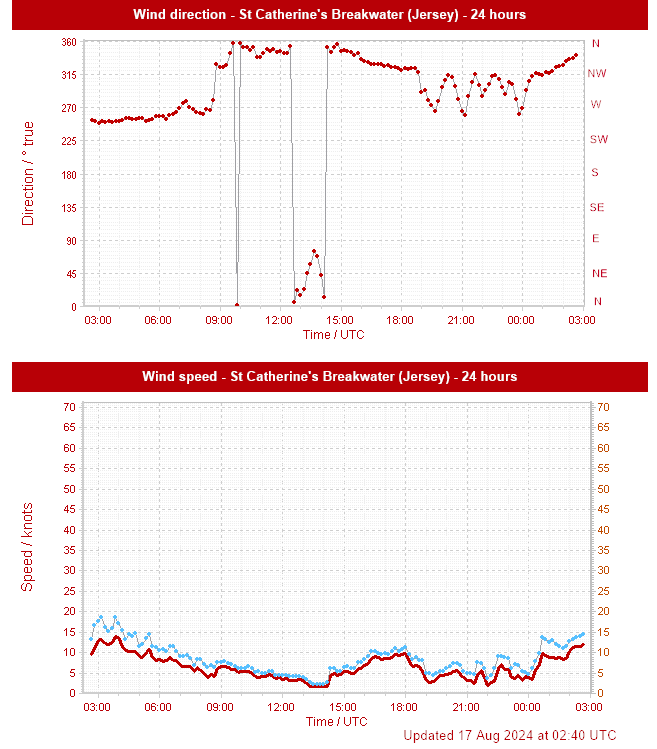 Wind direction - St Catherine's Breakwater (Jersey) - 24 hours
Direction / ° true
360 N
315 NW
270 W
225 SW
180 S
135 SE
90 E
45 NE
0 N
03:00 06:00 09:00 12:00 15:00 18:00 21:00 00:00 03:00
Time / UTC
Wind speed - St Catherine's Breakwater (Jersey) - 24 hours
Speed / knots
70 70
65 65
60 60
55 55
50 50
45 45
40 40
35 35
30 30
25 25
20 20
15 15
10 10
5 5
0 0
03:00 06:00 09:00 12:00 15:00 18:00 21:00 00:00 03:00
Time / UTC
Updated 17 Aug 2024 at 02:40 UTC